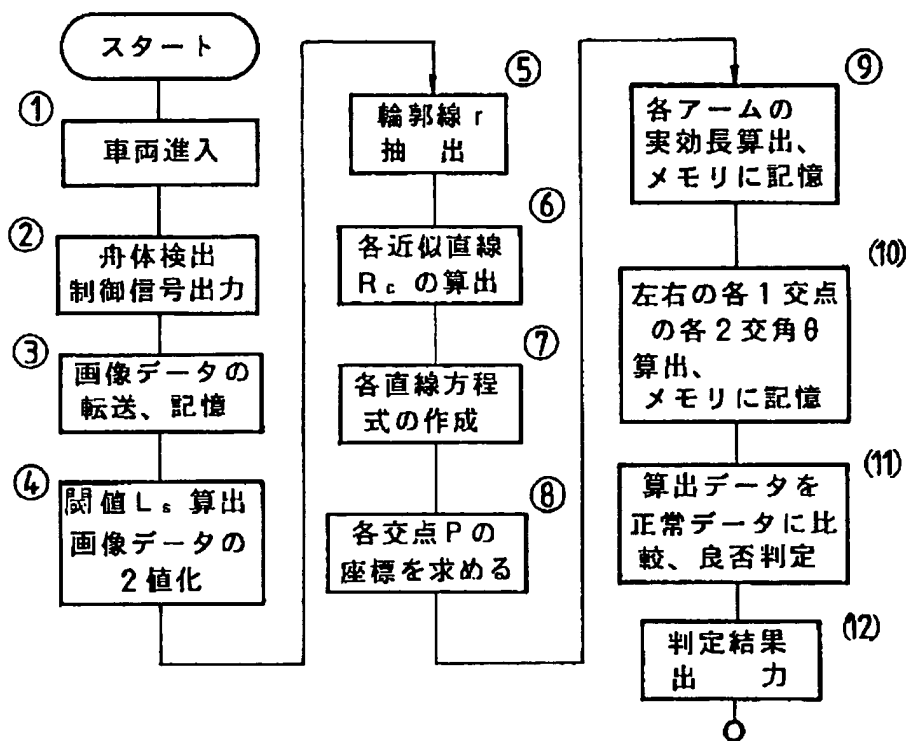 スタート
①
車両進入
②
舟体検出
制御信号出力
③
画像データの
転送、記憶
④
閾値Ls算出
画像データの
2値化
⑤
輪郭線r
抽出
⑥
各近似直線
Rcの算出
⑦
各直線方程
式の作成
⑧
各交点Pの
座標を求める
⑨
各アームの
実効長算出、
メモリに記憶
(10)
左右の各1交点
の各2交角θ
算出、
メモリに記憶
(11)
算出データを
正常データに比
較、良否判定
(12)
判定結果
出力